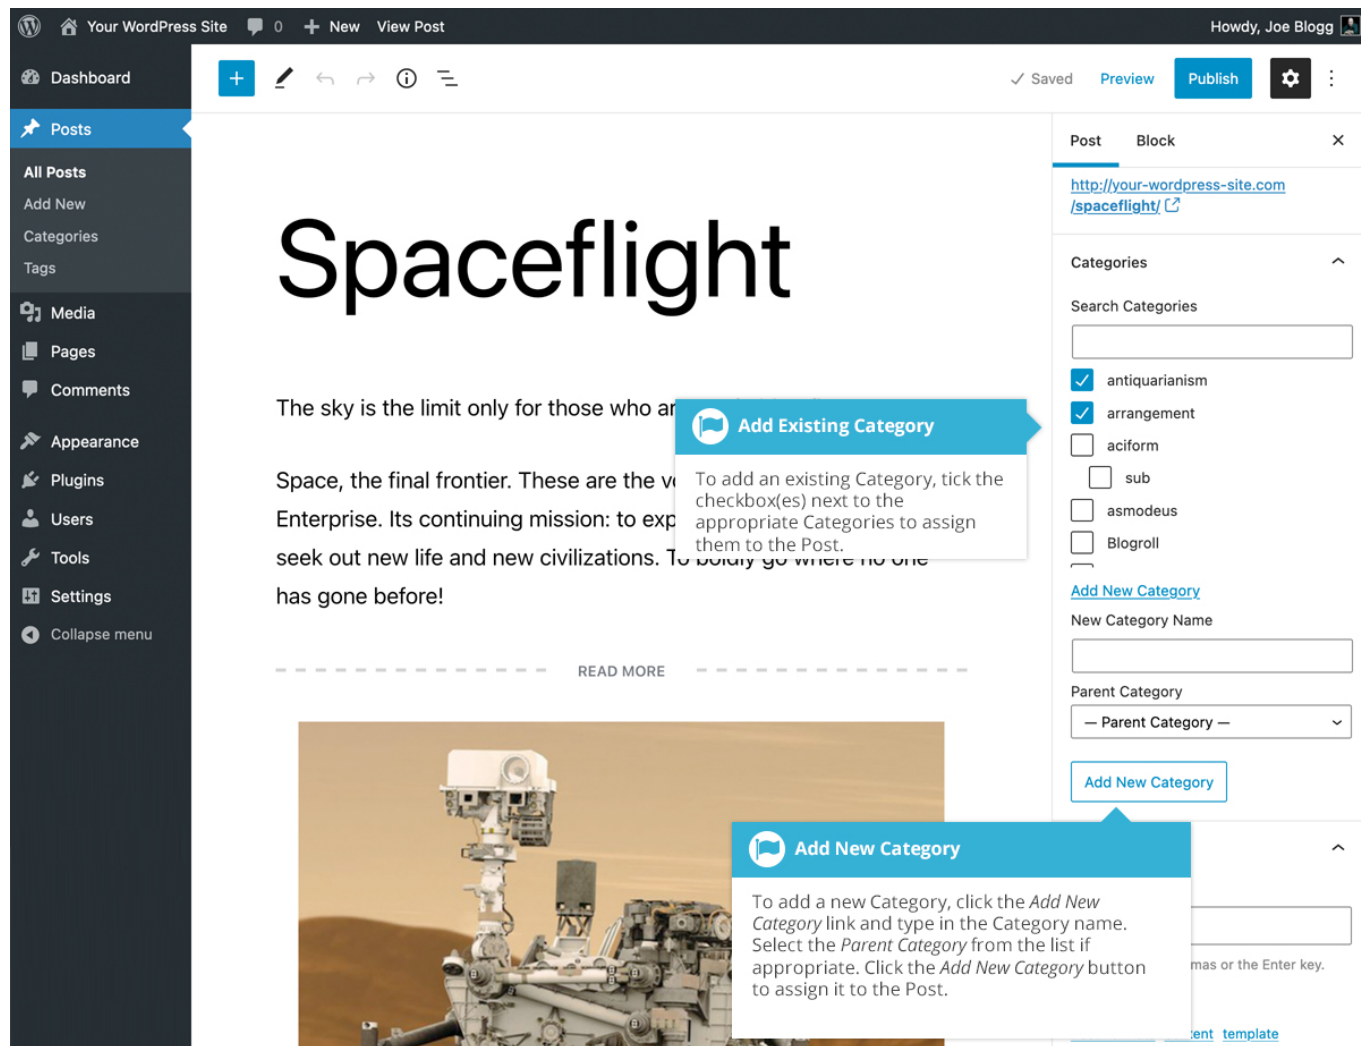 Your WordPress Site 0 New View Post Howdy, Joe Blogg
Dashboard
Posts
All Posts
Add New
Categories
Tags
Media
Pages
Comments
Appearance
Plugins
Users
Tools
Settings
Collapse menu
Saved Preview Publish
Spaceflight
The sky is the limit only for those who
Space, the final frontier. These are the
Enterprise. Its continuing mission: to
seek out new life and new civilizations. To boldly go where no one
has gone before!
READ MORE
Add Existing Category
To add an existing Category, tick the
checkbox(es) next to the
appropriate Categories to assign
them to the Post.
Post Block
http://your-wordpress-site.com
/spaceflight/
Categories
Search Categories
antiquarianism
arrangement
aciform
sub
asmodeus
Blogroll
Add New Category
New Category Name
Parent Category
— Parent Category —
Add New Category
Add New Category
To add a new Category, click the Add New
Category link and type in the Category name.
Select the Parent Category from the list if
appropriate. Click the Add New Category button
to assign it to the Post.
mas or the Enter key.
tent template